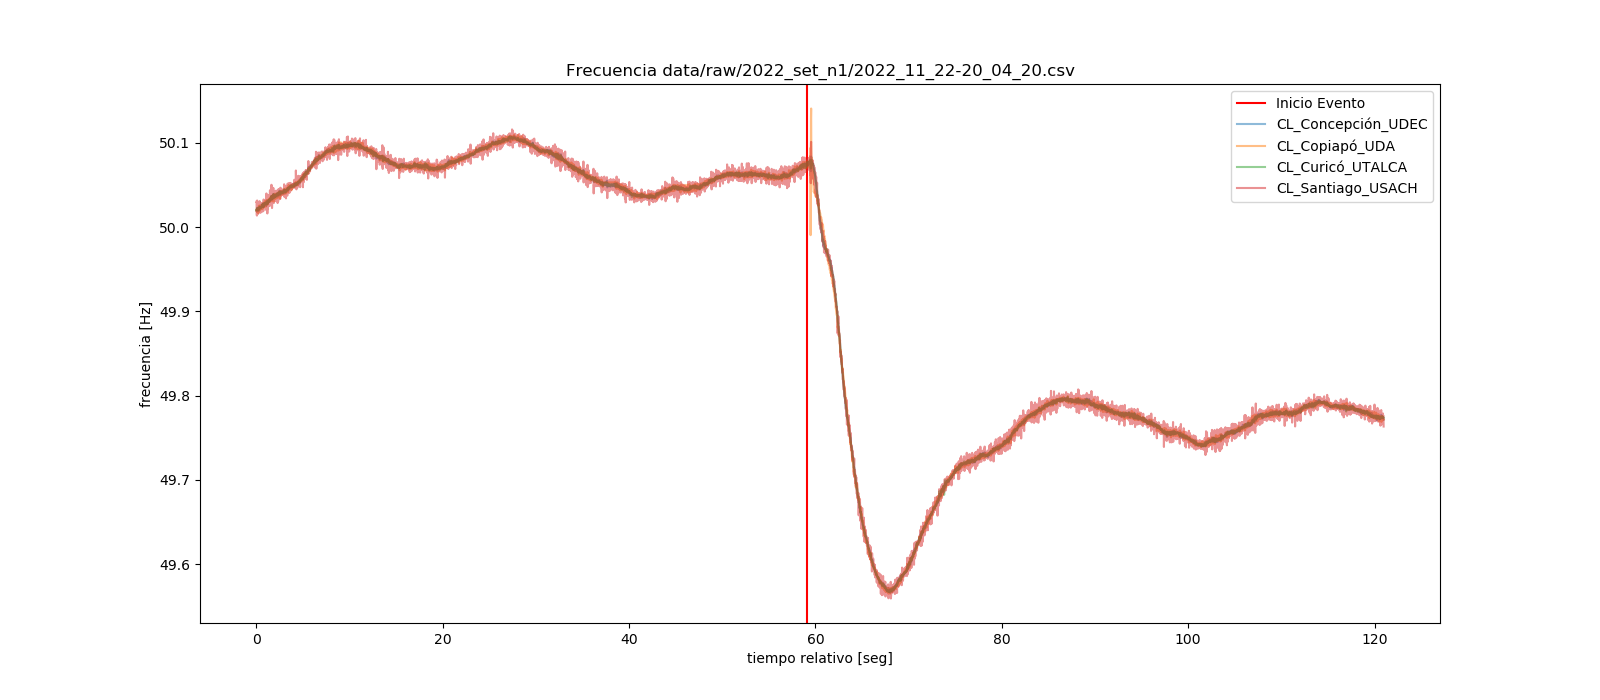 Frecuencia data/raw/2022_set_n1/2022_11_22-20_04_20.csv
Inicio Evento
CL_Concepción_UDEC
CL_Copiapó_UDA
CL_Curicó_UTALCA
CL_Santiago_USACH
50.1
50.0
49.9
49.8
49.7
49.6
frecuencia [Hz]
0 20 40 60 80 100 120
tiempo relativo [seg]